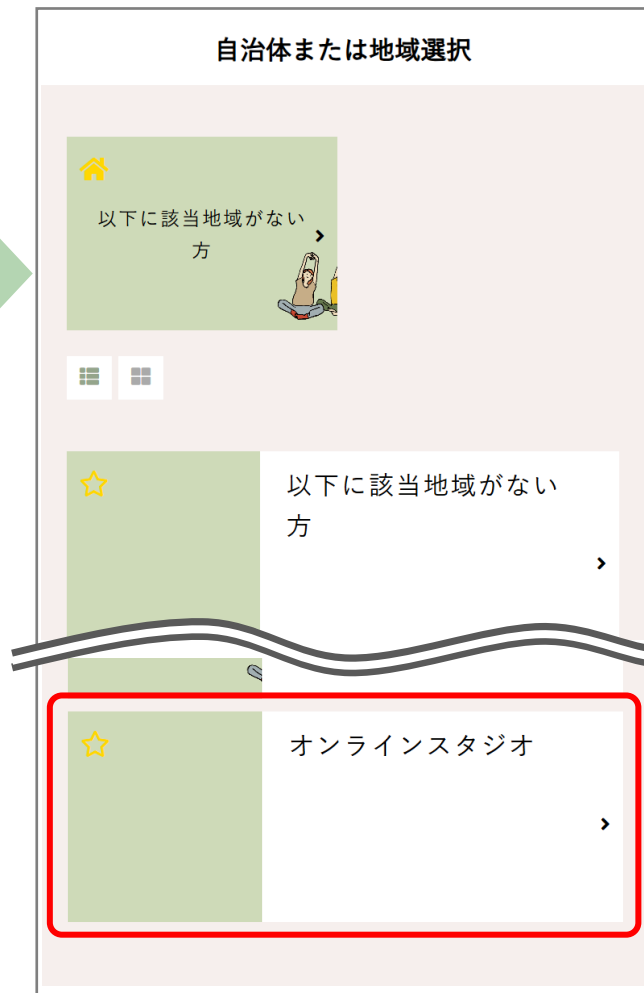 自治体または地域選択
以下に該当地域がない
方
以下に該当地域がない
方
オンラインスタジオ